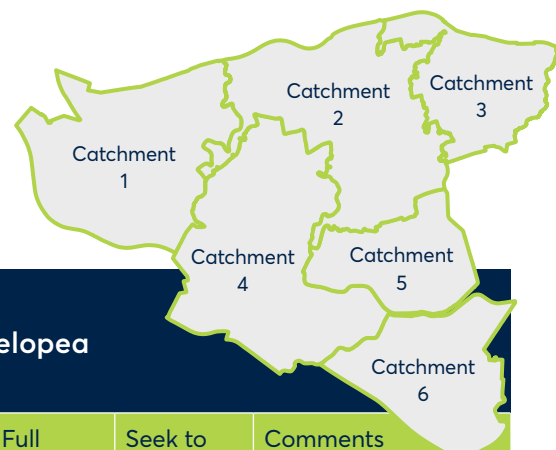 Catchment
1
Catchment
2
Catchment
3
Catchment
4
Catchment
5
Catchment
6
elopea
Full
Seek to
Comments